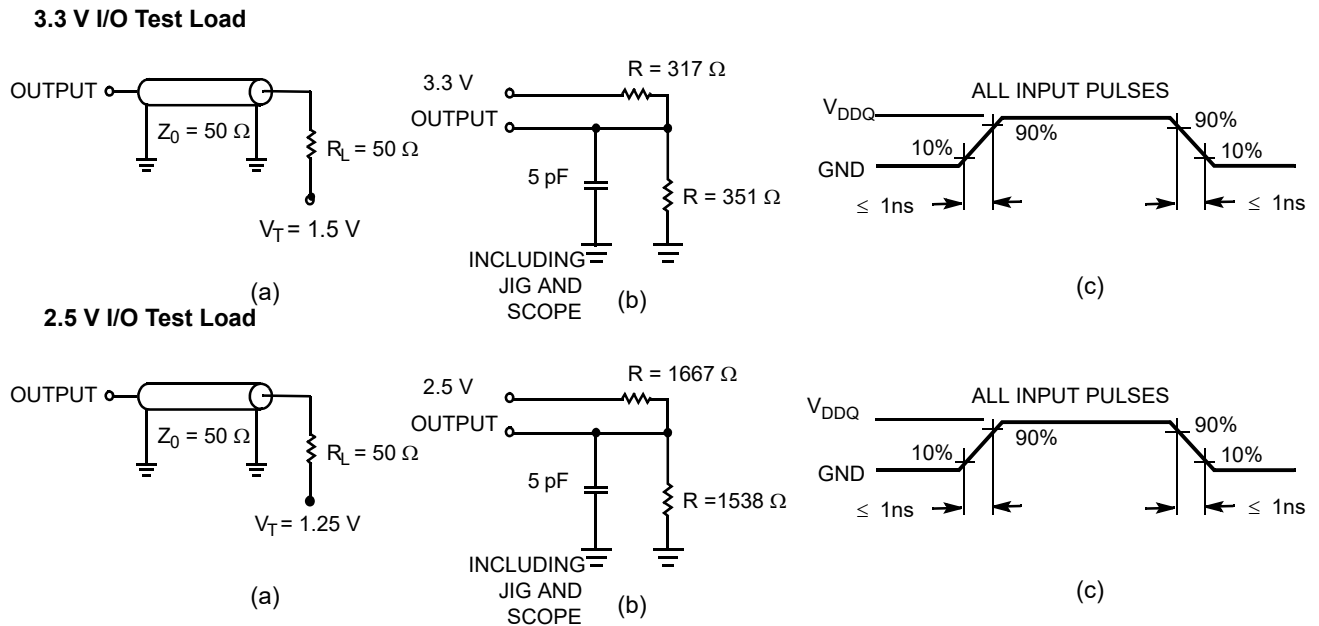 3.3 V I/O Test Load
OUTPUT
Z0 = 50 Ω
RL = 50 Ω
VT = 1.5 V
(a)
3.3 V
OUTPUT
R = 317 Ω
5 pF
R = 351 Ω
INCLUDING
JIG AND
SCOPE
(b)
ALL INPUT PULSES
VDDQ
GND
10%
90%
90%
10%
≤ 1ns
≤ 1ns
(c)
2.5 V I/O Test Load
OUTPUT
Z0 = 50 Ω
RL = 50 Ω
VT = 1.25 V
(a)
2.5 V
OUTPUT
R = 1667 Ω
5 pF
R =1538 Ω
INCLUDING
JIG AND
SCOPE
(b)
ALL INPUT PULSES
VDDQ
GND
10%
90%
90%
10%
≤ 1ns
≤ 1ns
(c)